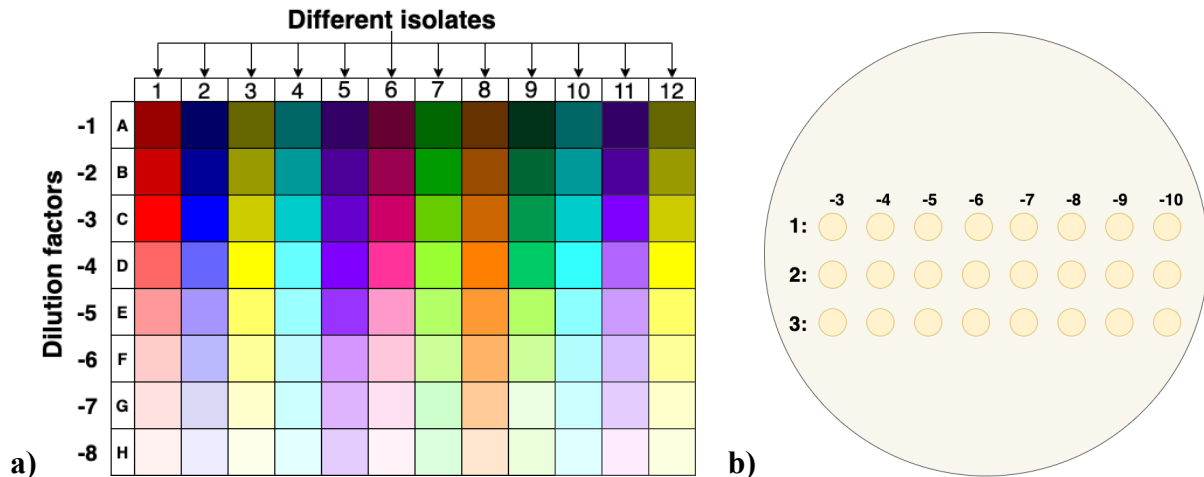 Different isolates
1 2 3 4 5 6 7 8 9 10 11 12
Dilution factors
-1 A
-2 B
-3 C
-4 D
-5 E
-6 F
-7 G
-8 H
a)
-3 -4 -5 -6 -7 -8 -9 -10
1:
2:
3:
b)